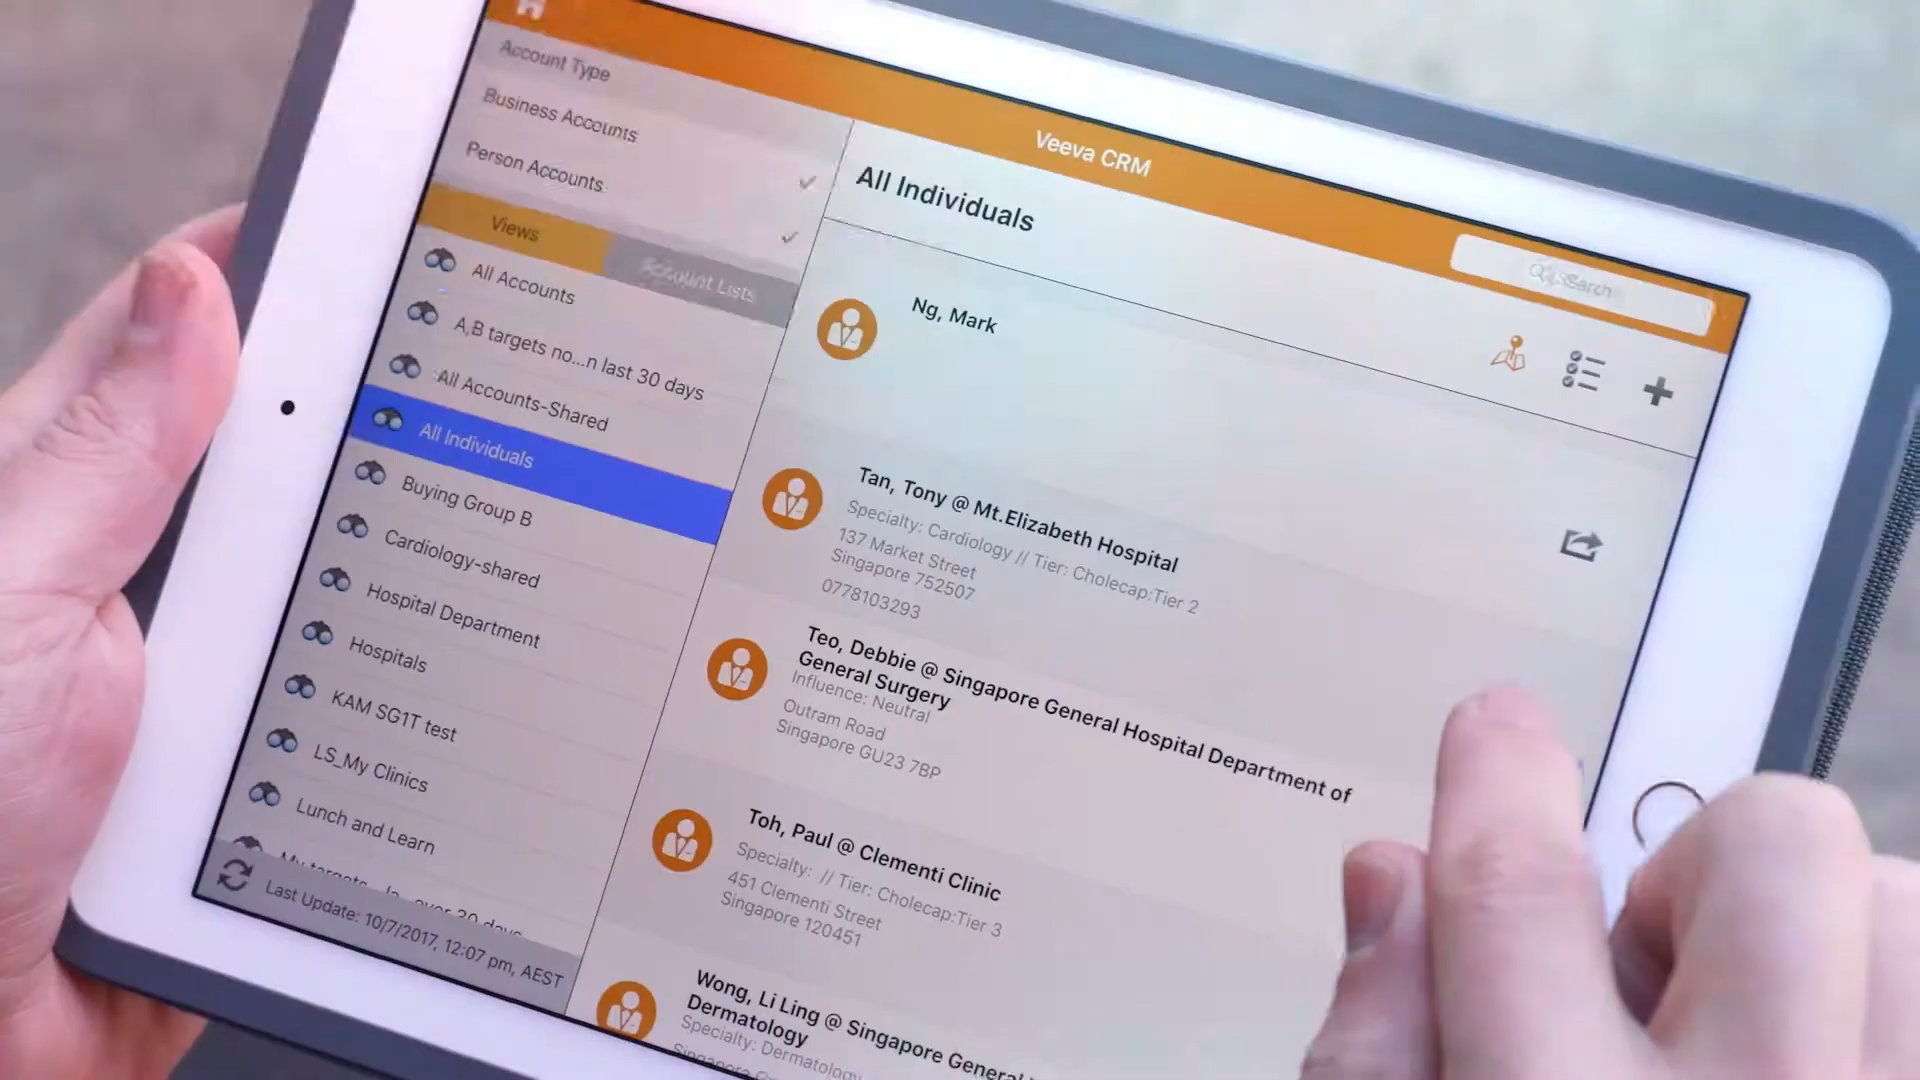 Account Type
Business Accounts
Person Accounts
Views
Account Lists
All Accounts
A,B targets no...n last 30 days
All Accounts-Shared
All Individuals
Buying Group B
Cardiology-shared
Hospital Department
Hospitals
KAM SG1T test
LS_My Clinics
Lunch and Learn
Last Update: 10/7/2017, 12:07 pm, AEST
Veeva CRM
Search
All Individuals
Ng, Mark
Tan, Tony @ Mt.Elizabeth Hospital
Specialty: Cardiology // Tier: Cholecap:Tier 2
137 Market Street
Singapore 752507
0778103293
Teo, Debbie @ Singapore General Hospital Department of
General Surgery
Influence: Neutral
Outram Road
Singapore GU23 7BP
Toh, Paul @ Clementi Clinic
Specialty: // Tier: Cholecap:Tier 3
451 Clementi Street
Singapore 120451
Wong, Li Ling @ Singapore General
Dermatology
Specialty: Dermatology
Singapore